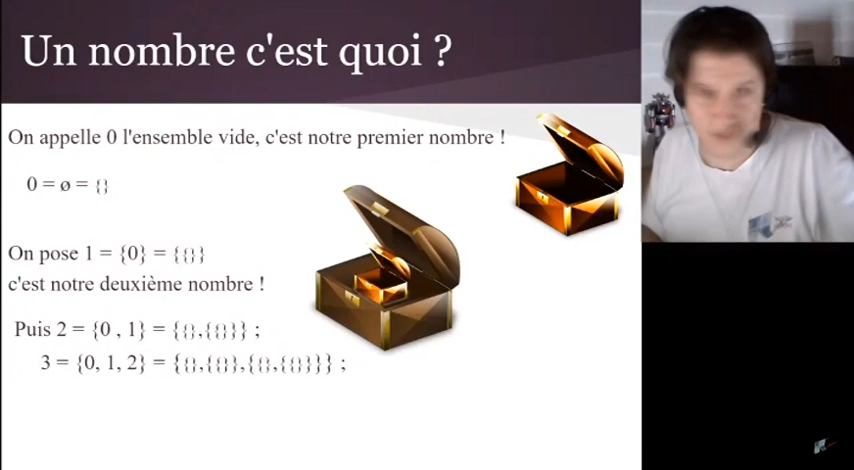 Un nombre c'est quoi ?
On appelle 0 l'ensemble vide, c'est notre premier nombre !
0 = ø = {}
On pose 1 = {0} = {{}}
c'est notre deuxième nombre !
Puis 2 = {0 , 1} = {{},{{}}} ;
3 = {0, 1, 2} = {{},{{}},{{},{{}}}} ;